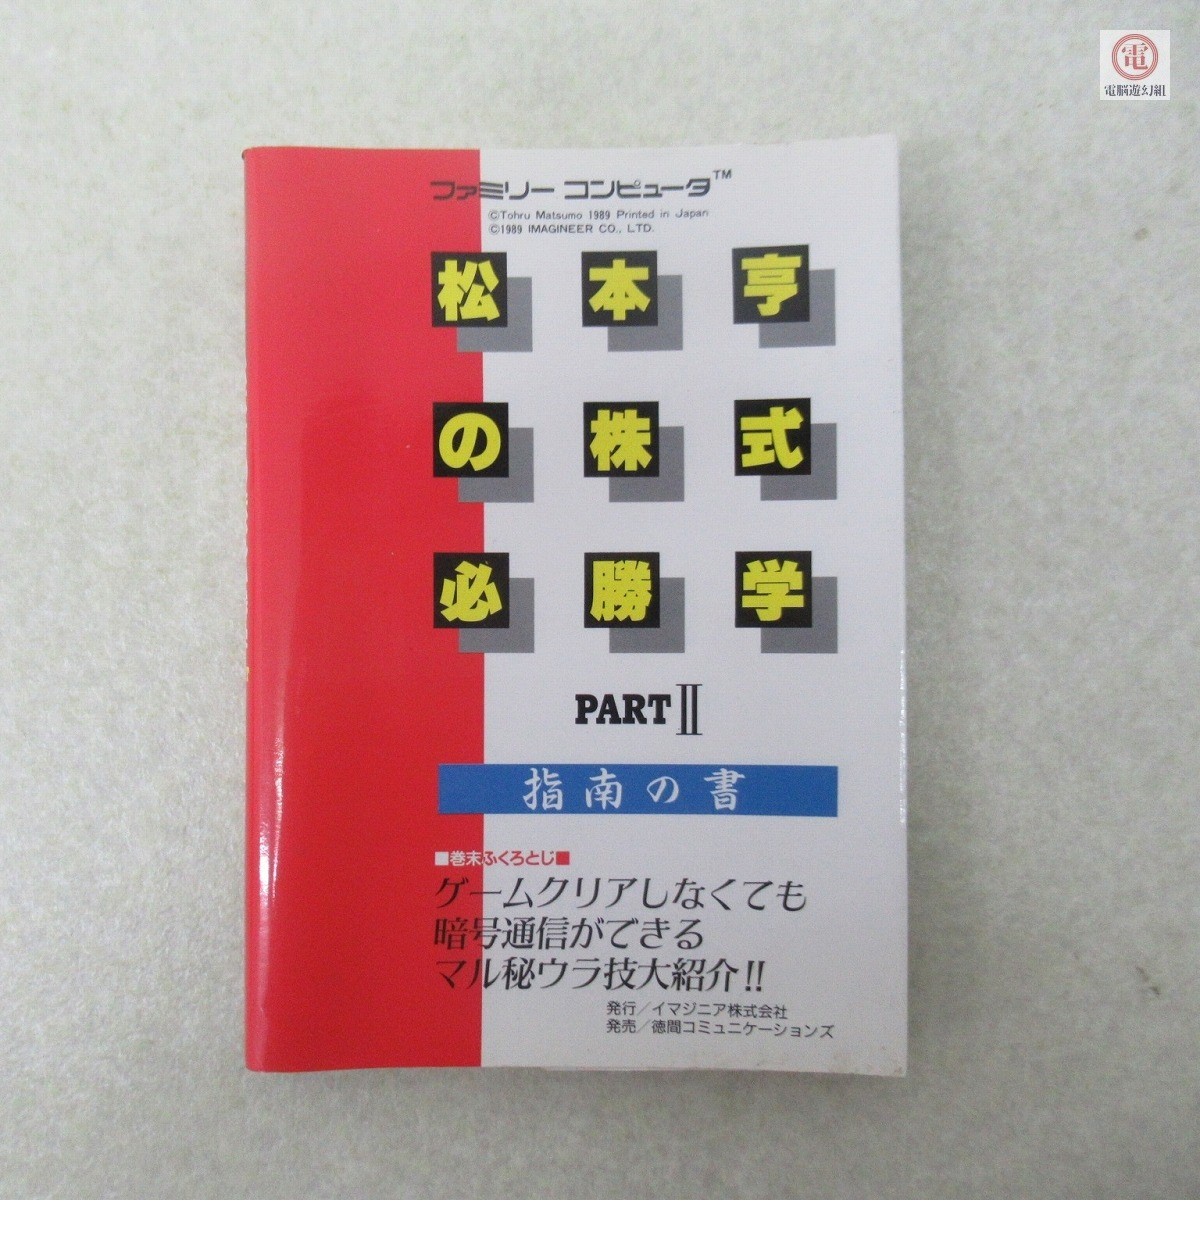 電
電脳遊幻組
ファミリー コンピュータ™
©Tohru Matsumo 1989 Printed in Japan
©1989 IMAGINEER CO., LTD.
松本亨
の株式
必勝学
PART II
指南の書
■巻末ふくろとじ■
ゲームクリアしなくても
暗号通信ができる
マル秘ウラ技大紹介!!
発行/イマジニア株式会社
発売/徳間コミュニケーションズ